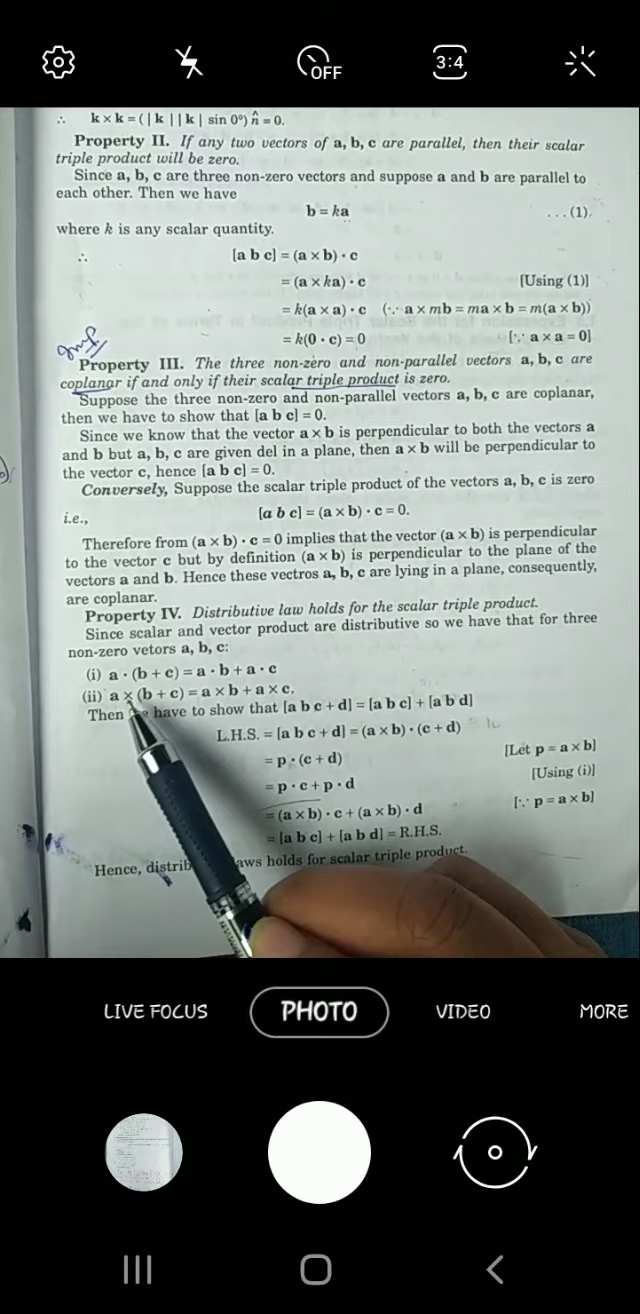 OFF
3:4
∴ k × k = (| k | | k | sin 0°) n̂ = 0.
Property II. If any two vectors of a, b, c are parallel, then their scalar
triple product will be zero.
Since a, b, c are three non-zero vectors and suppose a and b are parallel to
each other. Then we have
b = ka ...(1).
where k is any scalar quantity.
∴ [a b c] = (a × b) · c
= (a × ka) · c [Using (1)]
= k(a × a) · c (∵ a × mb = ma × b = m(a × b))
= k(0 · c) = 0 [∵ a × a = 0]
Imp
Property III. The three non-zero and non-parallel vectors a, b, c are
coplanar if and only if their scalar triple product is zero.
Suppose the three non-zero and non-parallel vectors a, b, c are coplanar,
then we have to show that [a b c] = 0.
Since we know that the vector a × b is perpendicular to both the vectors a
and b but a, b, c are given del in a plane, then a × b will be perpendicular to
the vector c, hence [a b c] = 0.
Conversely, Suppose the scalar triple product of the vectors a, b, c is zero
i.e., [a b c] = (a × b) · c = 0.
Therefore from (a × b) · c = 0 implies that the vector (a × b) is perpendicular
to the vector c but by definition (a × b) is perpendicular to the plane of the
vectors a and b. Hence these vectros a, b, c are lying in a plane, consequently,
are coplanar.
Property IV. Distributive law holds for the scalar triple product.
Since scalar and vector product are distributive so we have that for three
non-zero vetors a, b, c:
(i) a · (b + c) = a · b + a · c
(ii) a × (b + c) = a × b + a × c.
Then have to show that [a b c + d] = [a b c] + [a b d]
L.H.S. = [a b c + d] = (a × b) · (c + d)
= p · (c + d) [Let p = a × b]
= p · c + p · d [Using (i)]
= (a × b) · c + (a × b) · d [∵ p = a × b]
= [a b c] + [a b d] = R.H.S.
Hence, distrib aws holds for scalar triple product.
LIVE FOCUS PHOTO VIDEO MORE